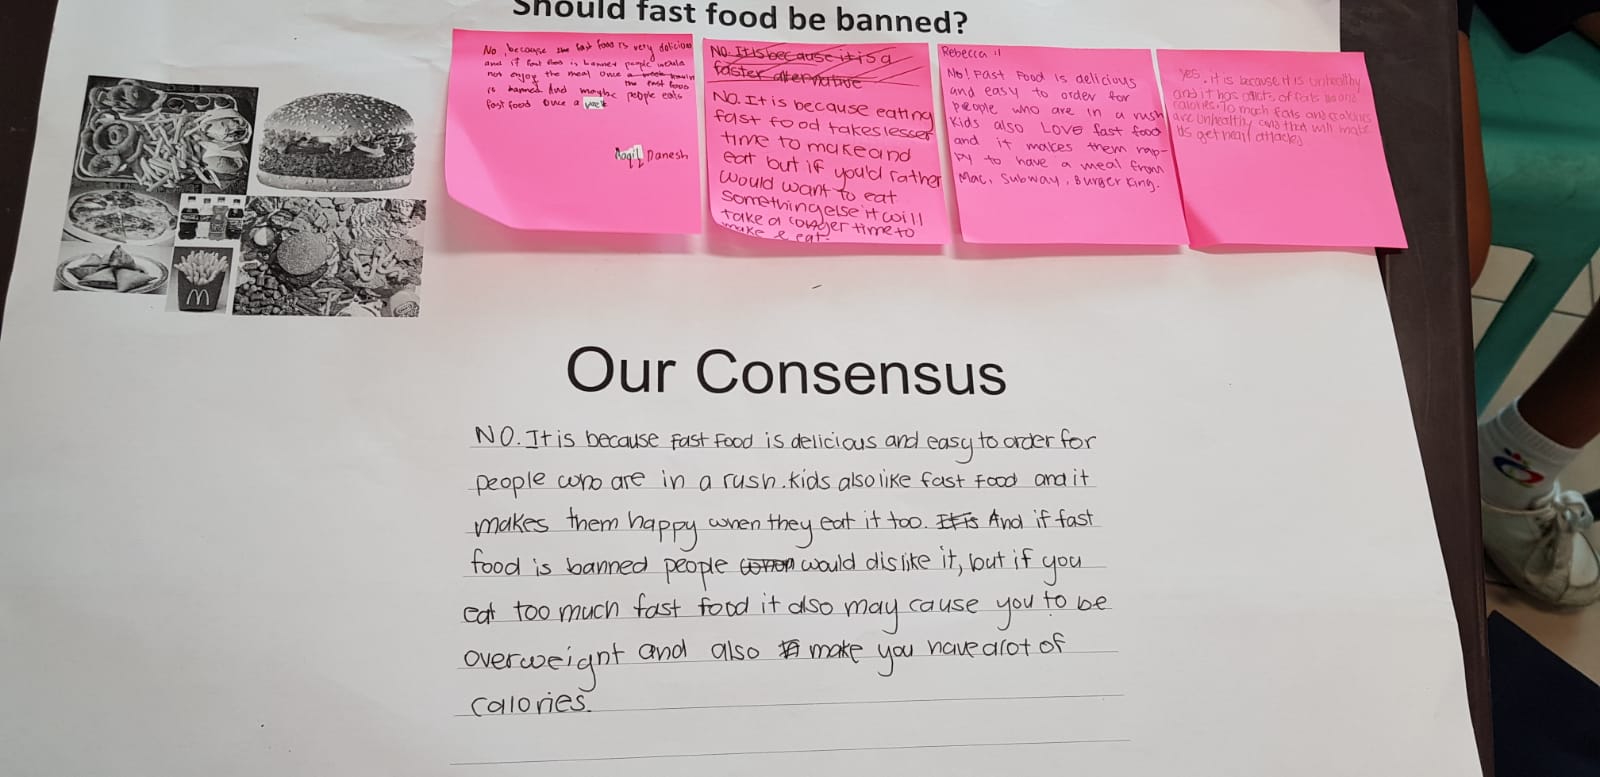 Should fast food be banned?
No, because the fast food is very delicious
and if fast food is banned people would
not enjoy the meal once a week
the fast food
is banned And maybe people eats
fast food once a week
Aaqil Danesh
NO. It is because it is a
faster alternative
NO. It is because eating
fast food takes lesser
time to make and
eat but if you'd rather
would want to eat
something else it will
take a longer time to
make & eat.
Rebecca :)
No! Fast Food is delicious
and easy to order for
people who are in a rush
Kids also LOVE fast food
and it makes them hap-
py to have a meal from
Mac, Subway, Burger King.
yes, it is because it is unhealthy
and it has of fats and
calories. To much fats and calories
are unhealthy and that will make
us get heart attacks
M
Our Consensus
NO. It is because fast food is delicious and easy to order for
people who are in a rush. kids also like fast food and it
makes them happy when they eat it too. It is And if fast
food is banned people would dislike it, but if you
eat too much fast food it also may cause you to be
overweight and also make you have alot of
calories.